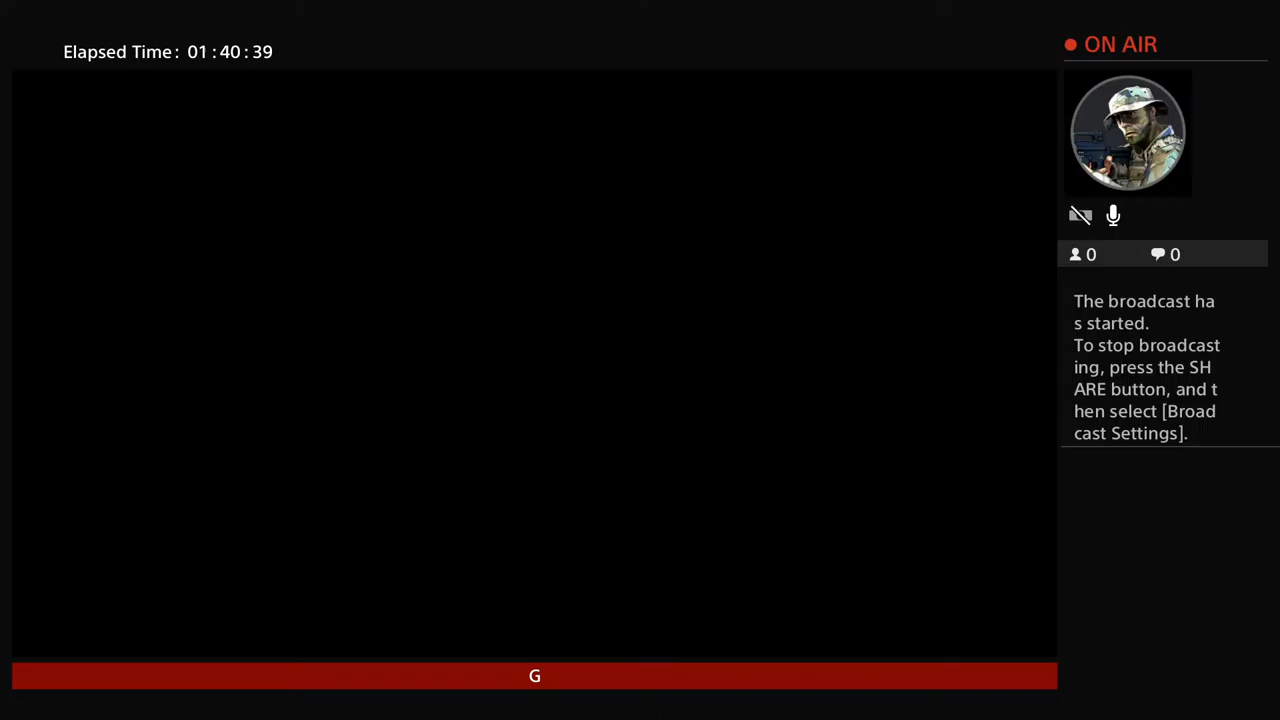 Elapsed Time: 01:40:39
ON AIR
0 0
The broadcast ha
s started.
To stop broadcast
ing, press the SH
ARE button, and t
hen select [Broad
cast Settings].
G